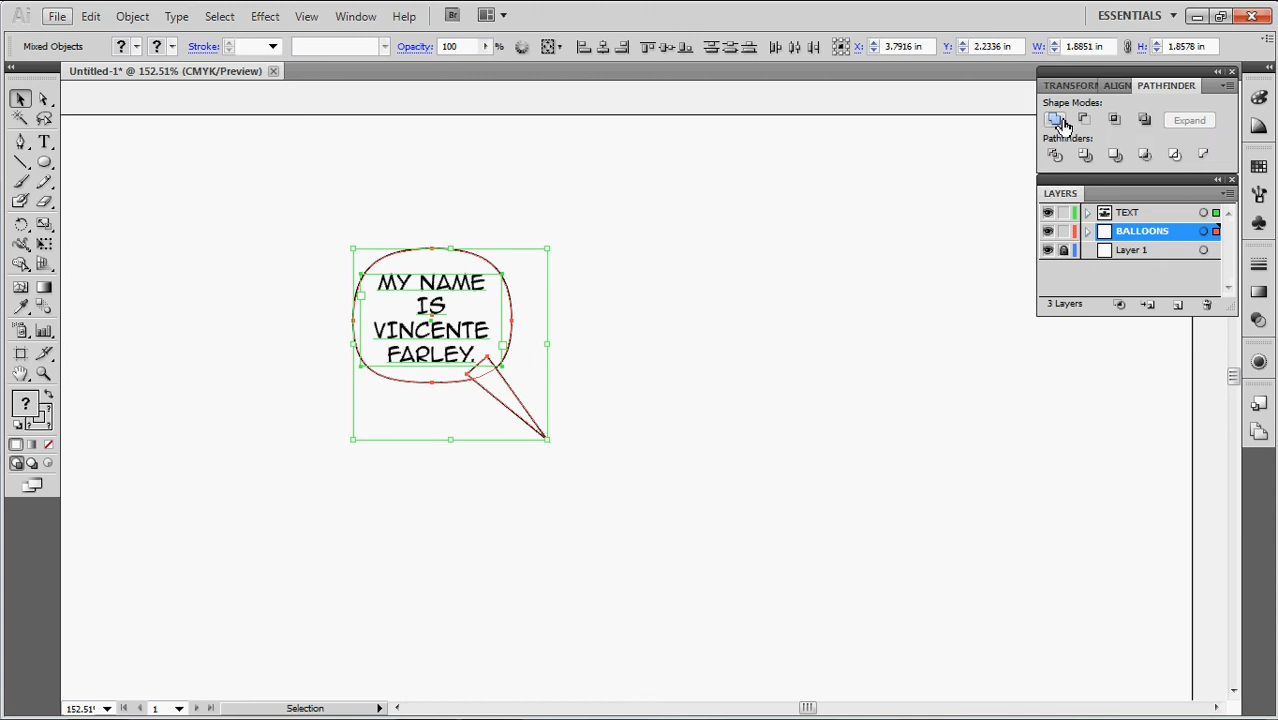 Ai File Edit Object Type Select Effect View Window Help Br ESSENTIALS
Mixed Objects ? ? Stroke: Opacity: 100 % X: 3.7916 in Y: 2.2336 in W: 1.8851 in H: 1.8578 in
Untitled-1* @ 152.51% (CMYK/Preview)
TRANSFORM ALIGN PATHFINDER
Shape Modes:
Expand
Pathfinders:
LAYERS
TEXT
BALLOONS
Layer 1
3 Layers
MY NAME
IS
VINCENTE
FARLEY.
T
?
?
152.51% 1 Selection